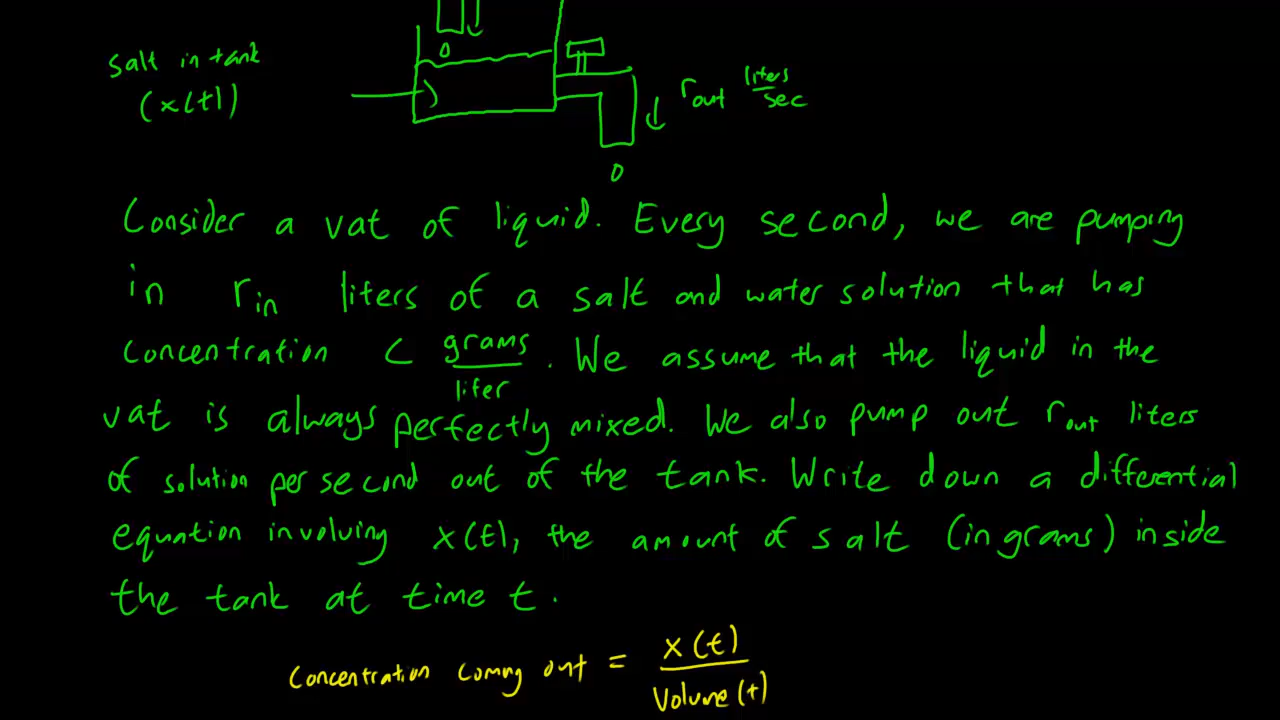 salt in tank
(x(t))
r_out liters/sec
Consider a vat of liquid. Every second, we are pumping
in r_in liters of a salt and water solution that has
concentration C grams/liter. We assume that the liquid in the
vat is always perfectly mixed. We also pump out r_out liters
of solution per second out of the tank. Write down a differential
equation involving x(t), the amount of salt (in grams) inside
the tank at time t.
Concentration coming out = x(t)/Volume(t)